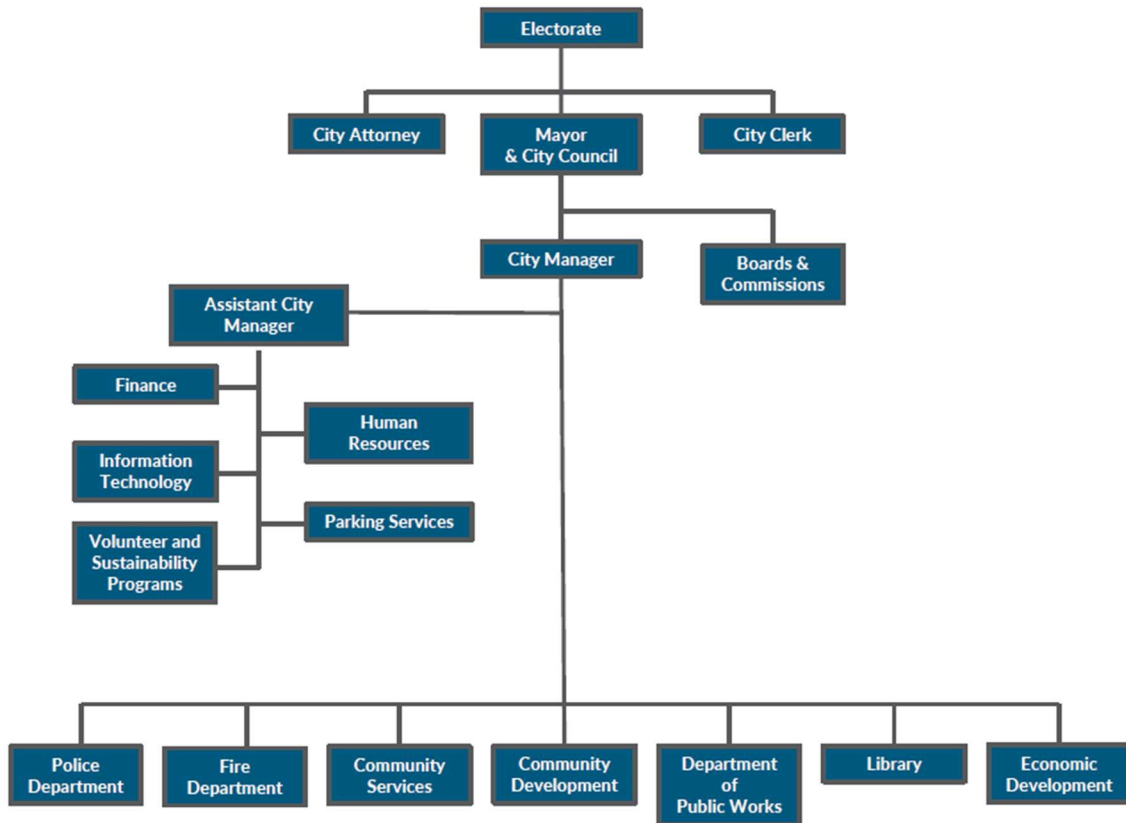 Electorate
City Attorney
Mayor
& City Council
City Clerk
City Manager
Boards &
Commissions
Assistant City
Manager
Finance
Human
Resources
Information
Technology
Parking Services
Volunteer and
Sustainability
Programs
Police
Department
Fire
Department
Community
Services
Community
Development
Department
of
Public Works
Library
Economic
Development